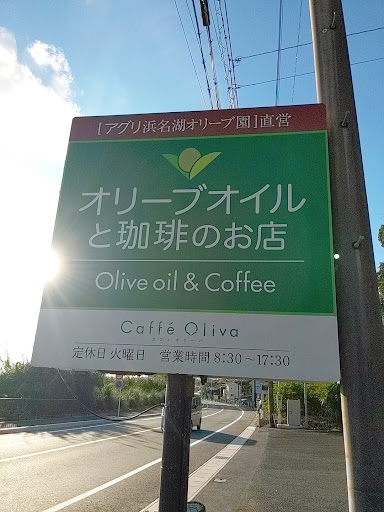 [アグリ浜名湖オリーブ園]直営
オリーブオイル
と珈琲のお店
Olive oil & Coffee
Caffé Oliva
定休日 火曜日 営業時間 8:30〜17:30